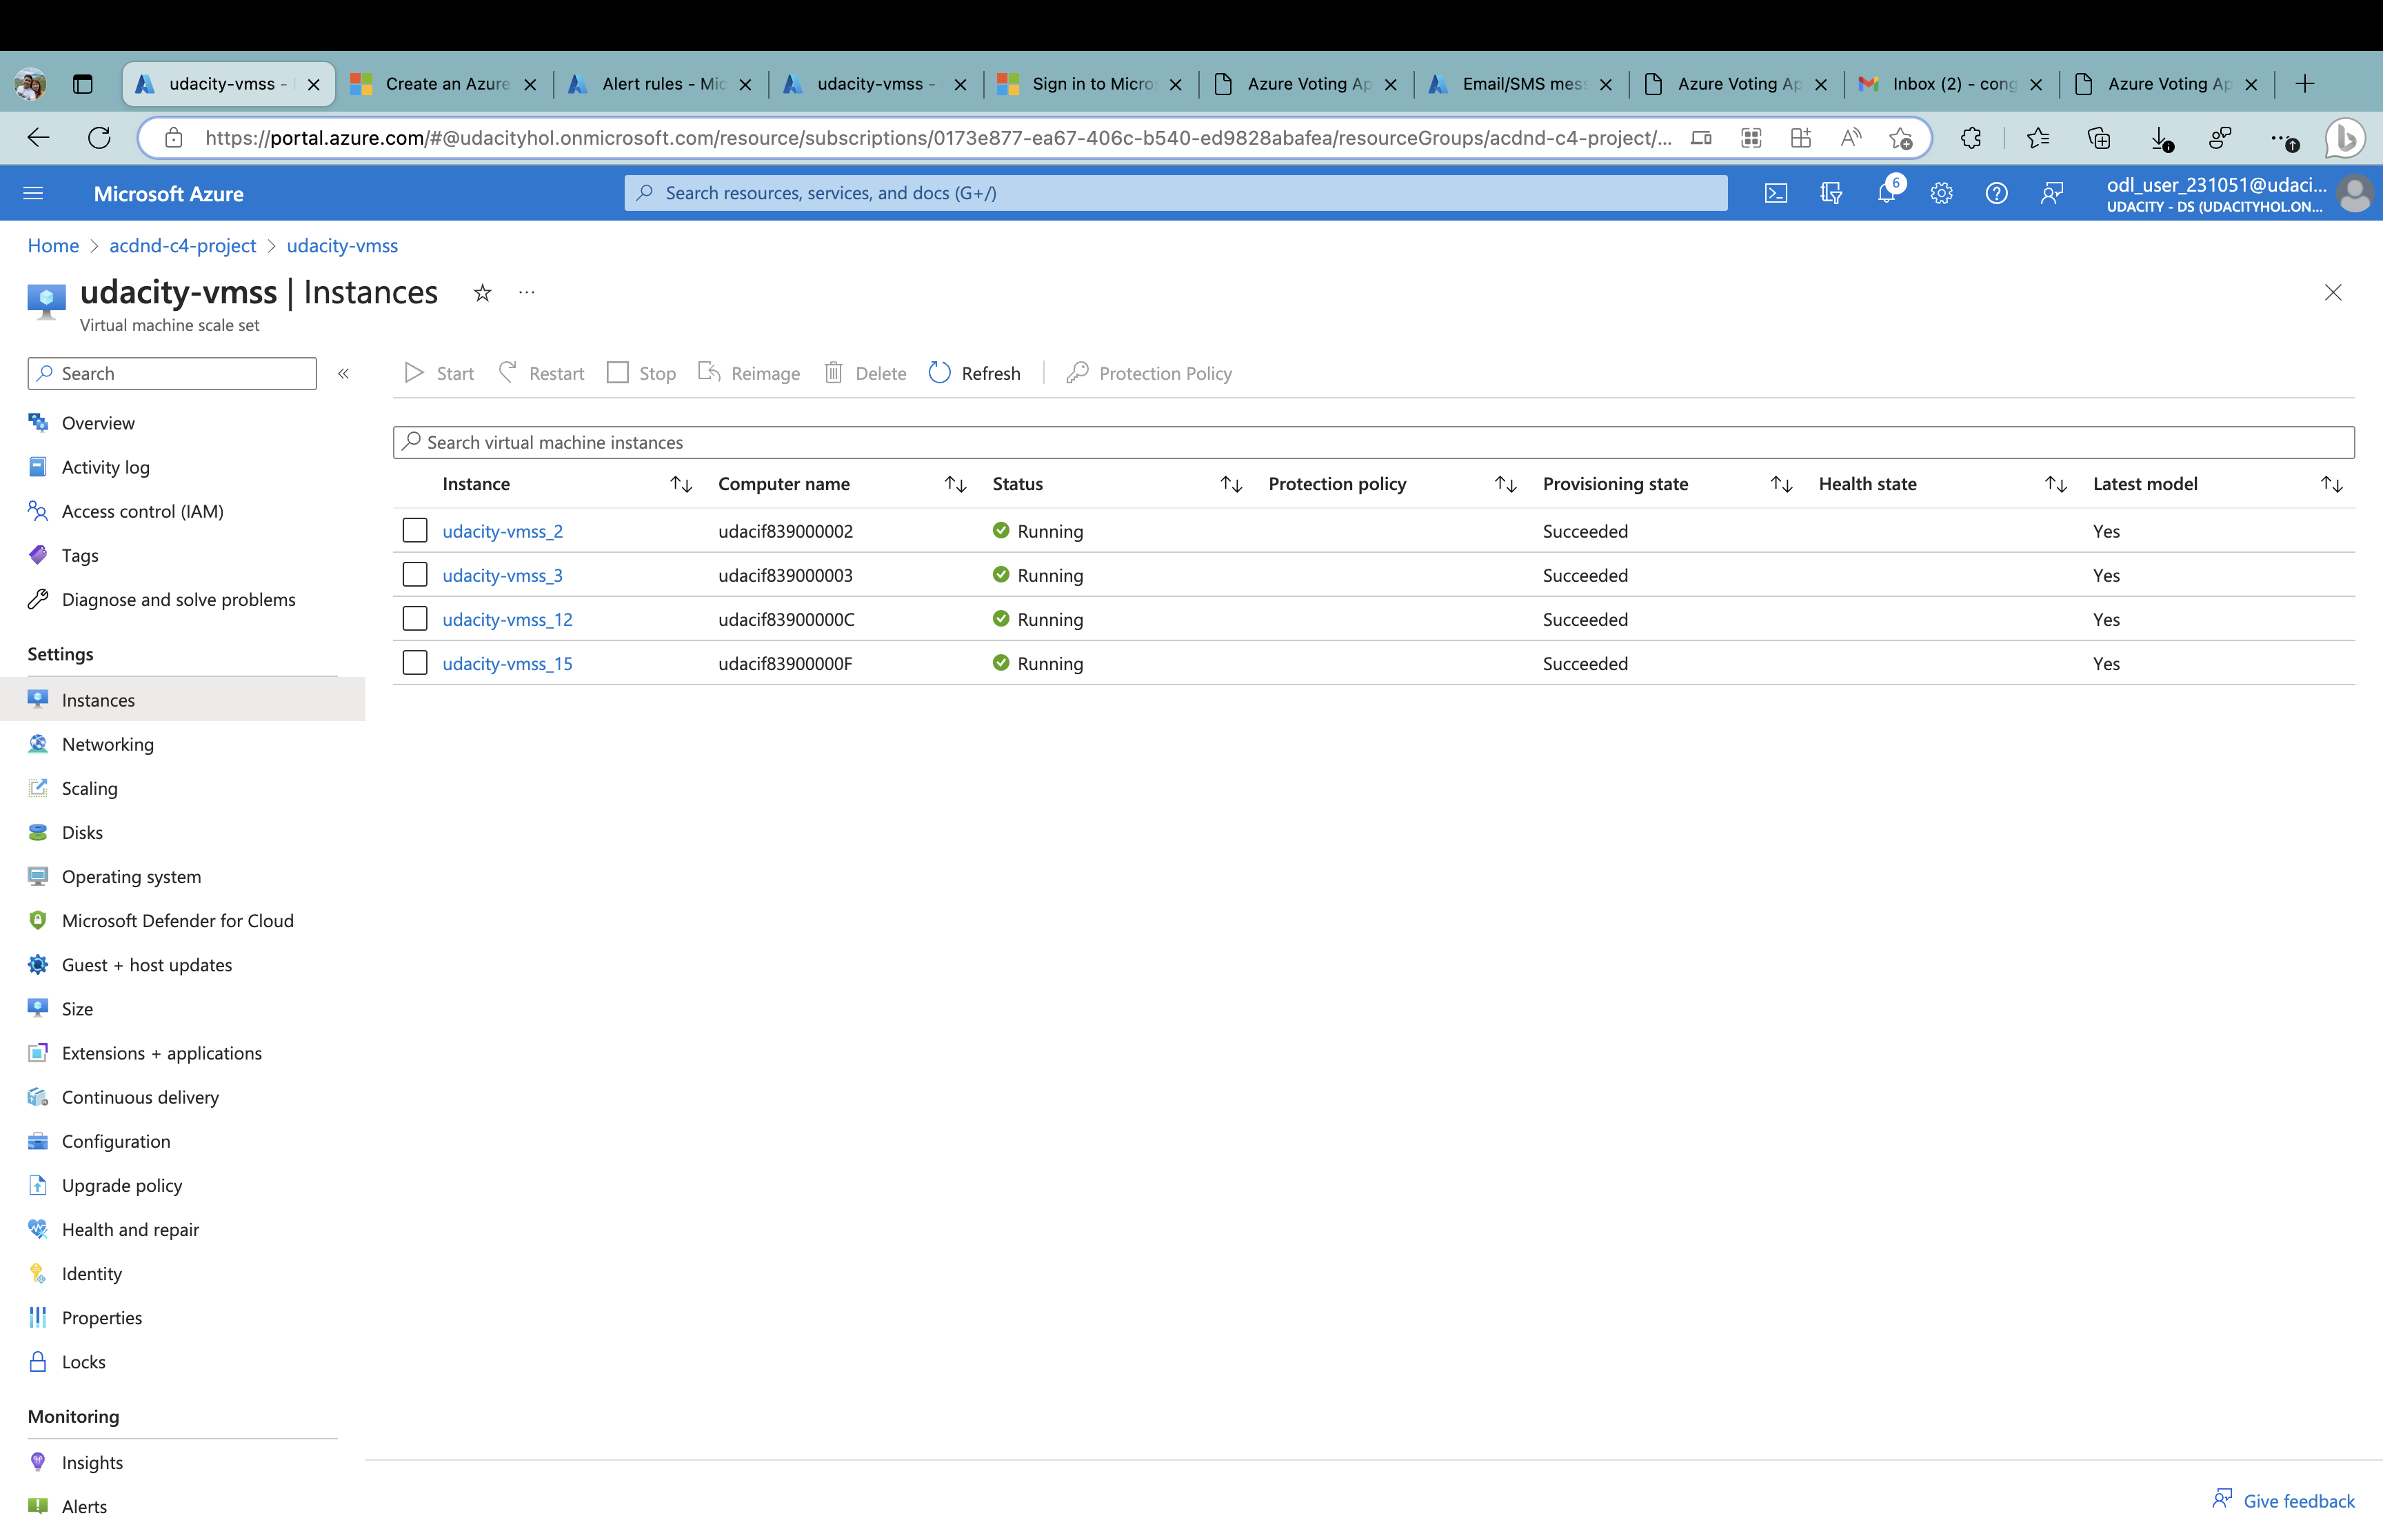 udacity-vmss -
Create an Azure
Alert rules - Mic
udacity-vmss -
Sign in to Micro
Azure Voting Ap
Email/SMS mes
Azure Voting Ap
Inbox (2) - cong
Azure Voting Ap
https://portal.azure.com/#@udacityhol.onmicrosoft.com/resource/subscriptions/0173e877-ea67-406c-b540-ed9828abafea/resourceGroups/acdnd-c4-project/...
Microsoft Azure
Search resources, services, and docs (G+/)
6
odl_user_231051@udaci...
UDACITY - DS (UDACITYHOL.ON...
Home > acdnd-c4-project > udacity-vmss
udacity-vmss | Instances
Virtual machine scale set
Search
Start Restart Stop Reimage Delete Refresh Protection Policy
Search virtual machine instances
Overview
Activity log
Access control (IAM)
Tags
Diagnose and solve problems
Settings
Instances
Networking
Scaling
Disks
Operating system
Microsoft Defender for Cloud
Guest + host updates
Size
Extensions + applications
Continuous delivery
Configuration
Upgrade policy
Health and repair
Identity
Properties
Locks
Monitoring
Insights
Alerts
Instance Computer name Status Protection policy Provisioning state Health state Latest model
udacity-vmss_2 udacif839000002 Running Succeeded Yes
udacity-vmss_3 udacif839000003 Running Succeeded Yes
udacity-vmss_12 udacif83900000C Running Succeeded Yes
udacity-vmss_15 udacif83900000F Running Succeeded Yes
Give feedback